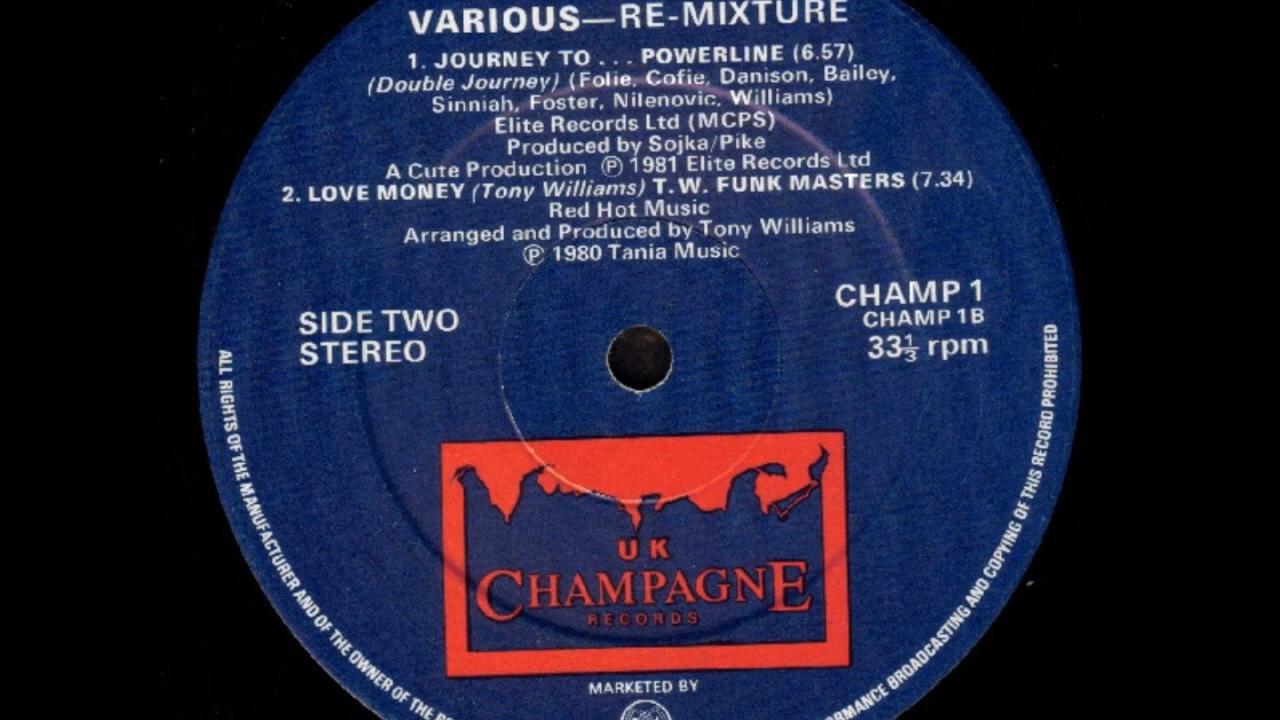 VARIOUS—RE-MIXTURE
1. JOURNEY TO . . . POWERLINE (6.57)
(Double Journey) (Folie, Cofie, Danison, Bailey,
Sinniah, Foster, Nilenovic, Williams)
Elite Records Ltd (MCPS)
Produced by Sojka/Pike
A Cute Production ℗ 1981 Elite Records Ltd
2. LOVE MONEY (Tony Williams) T.W. FUNK MASTERS (7.34)
Red Hot Music
Arranged and Produced by Tony Williams
℗ 1980 Tania Music
SIDE TWO
STEREO
CHAMP 1
CHAMP 1B
33⅓ rpm
UK
CHAMPAGNE
RECORDS
MARKETED BY
ALL RIGHTS OF THE MANUFACTURER AND OF THE OWNER OF THE
BROADCASTING AND COPYING OF THIS RECORD PROHIBITED